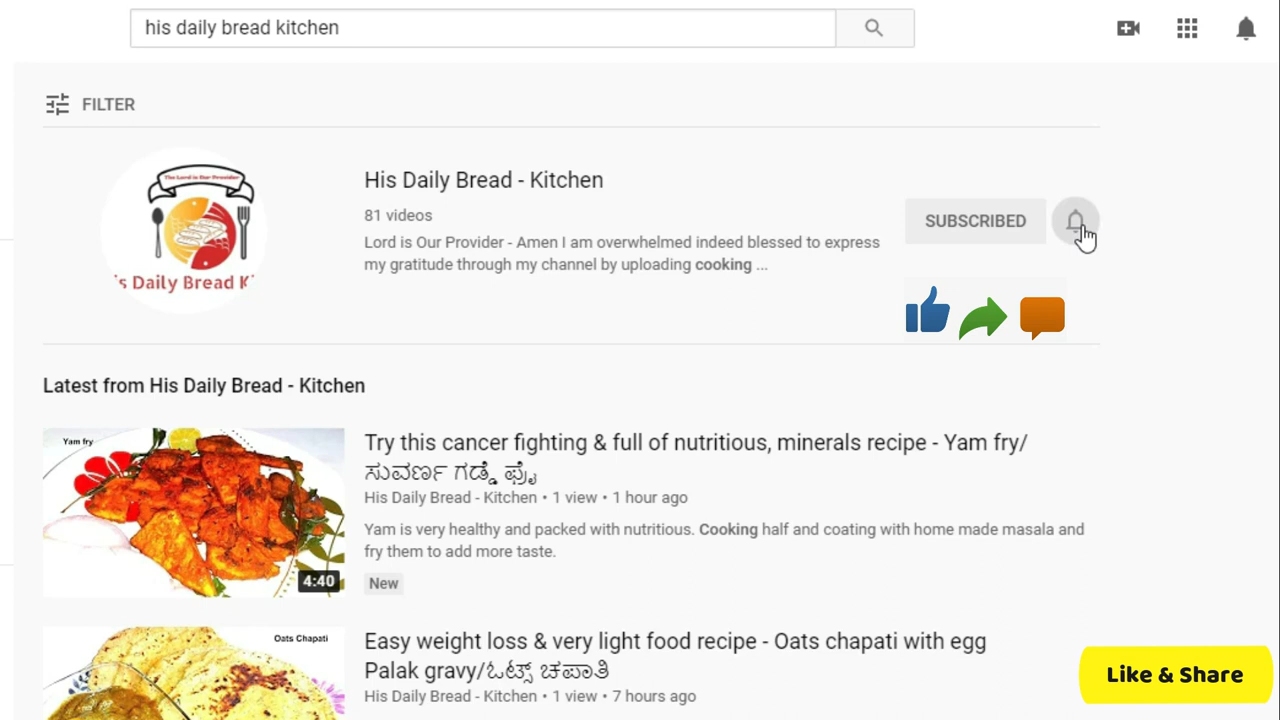 his daily bread kitchen
FILTER
The Lord is Our Provider
s Daily Bread K
His Daily Bread - Kitchen
81 videos
Lord is Our Provider - Amen I am overwhelmed indeed blessed to express
my gratitude through my channel by uploading cooking ...
SUBSCRIBED
Latest from His Daily Bread - Kitchen
Yam fry
4:40
Try this cancer fighting & full of nutritious, minerals recipe - Yam fry/
ಸುವರ್ಣ ಗಡ್ಡೆ ಫ್ರೈ
His Daily Bread - Kitchen • 1 view • 1 hour ago
Yam is very healthy and packed with nutritious. Cooking half and coating with home made masala and
fry them to add more taste.
New
Oats Chapati
Easy weight loss & very light food recipe - Oats chapati with egg
Palak gravy/ಓಟ್ಸ್ ಚಪಾತಿ
His Daily Bread - Kitchen • 1 view • 7 hours ago
Like & Share